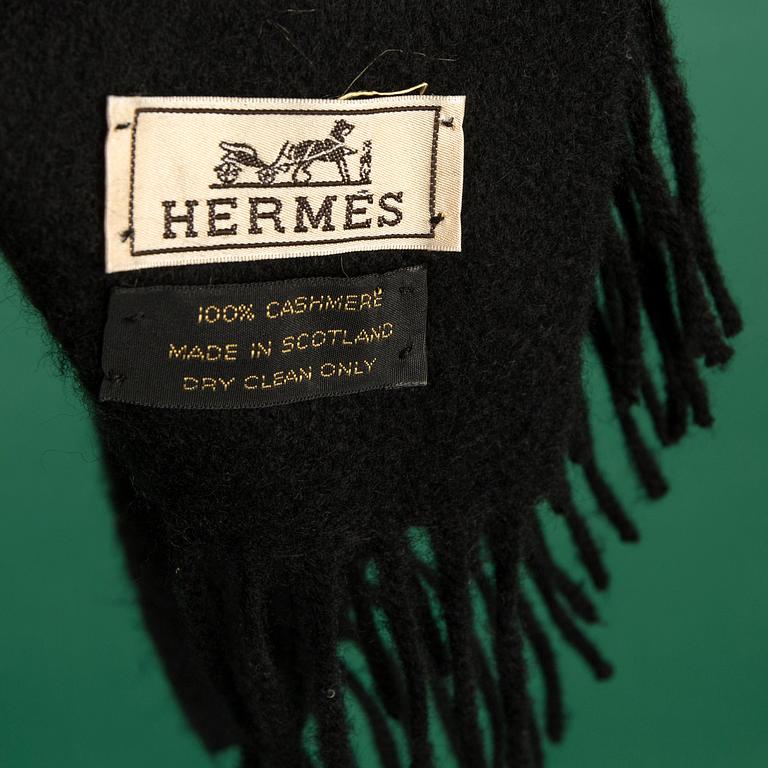 HERMÈS
100% CASHMERE
MADE IN SCOTLAND
DRY CLEAN ONLY